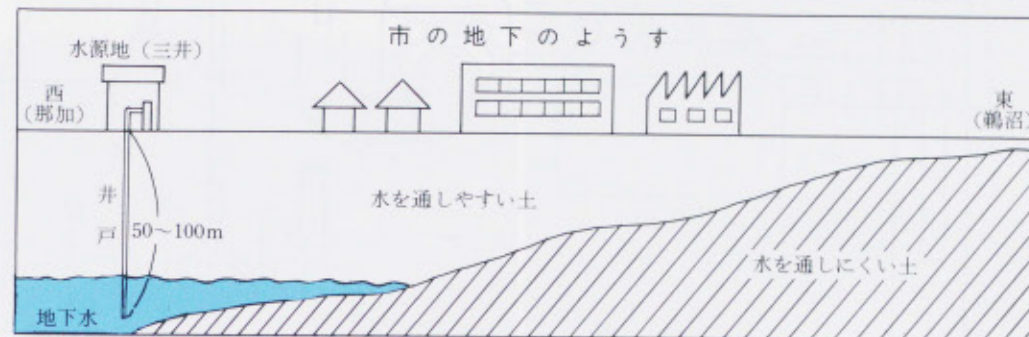 市の地下のようす
水源地（三井）
西
（那加）
東
（鵜沼）
井戸
50〜100m
水を通しやすい土
水を通しにくい土
地下水